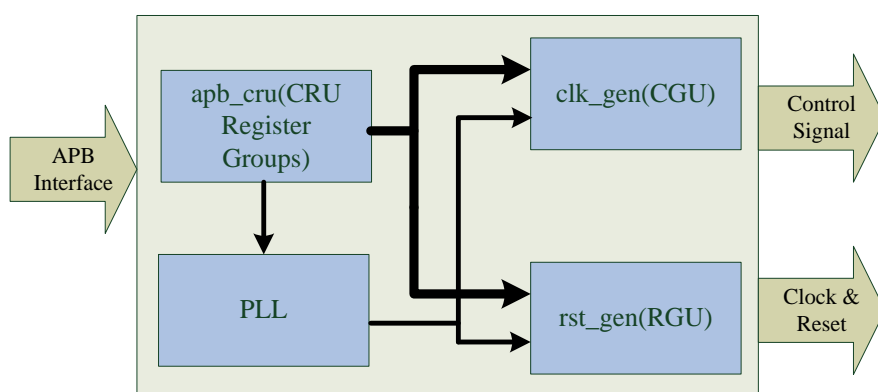 APB
Interface
apb_cru(CRU
Register
Groups)
PLL
clk_gen(CGU)
rst_gen(RGU)
Control
Signal
Clock &
Reset